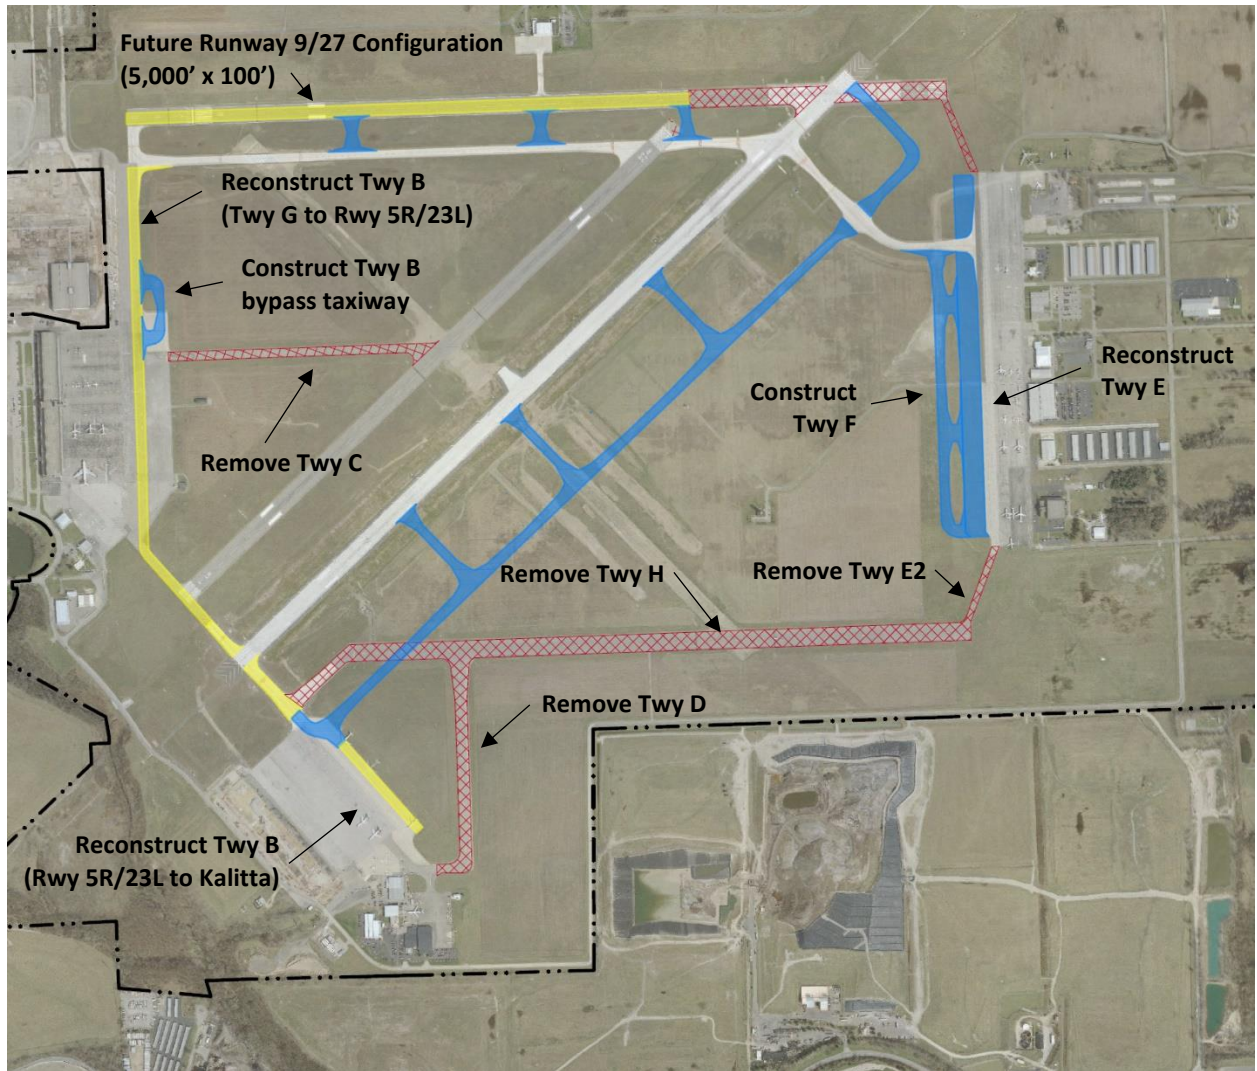 Future Runway 9/27 Configuration
(5,000’ x 100’)
Reconstruct Twy B
(Twy G to Rwy 5R/23L)
Construct Twy B
bypass taxiway
Reconstruct
Twy E
Construct
Twy F
Remove Twy C
Remove Twy H
Remove Twy E2
Remove Twy D
Reconstruct Twy B
(Rwy 5R/23L to Kalitta)